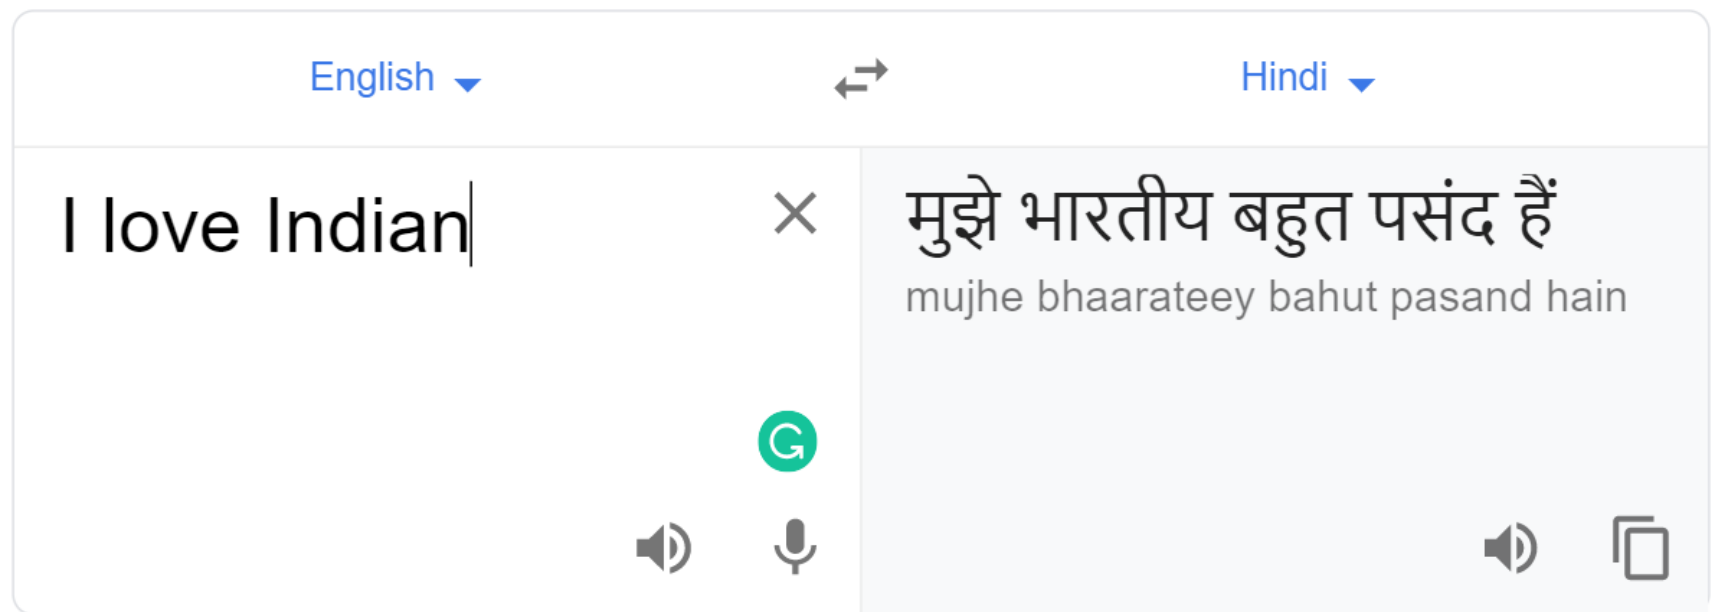 English
Hindi
I love Indian
मुझे भारतीय बहुत पसंद हैं
mujhe bhaarateey bahut pasand hain